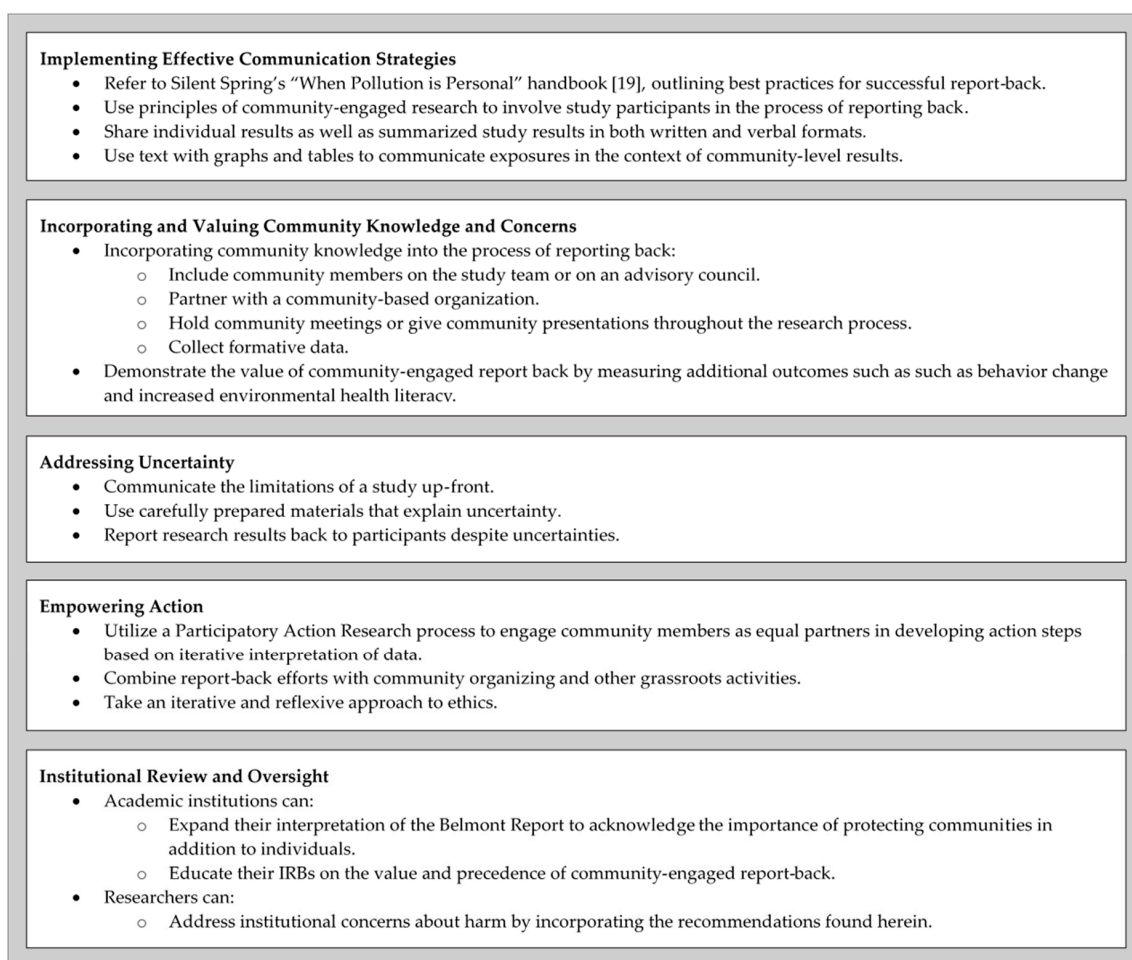 Implementing Effective Communication Strategies
• Refer to Silent Spring's "When Pollution is Personal" handbook [19], outlining best practices for successful report-back.
• Use principles of community-engaged research to involve study participants in the process of reporting back.
• Share individual results as well as summarized study results in both written and verbal formats.
• Use text with graphs and tables to communicate exposures in the context of community-level results.
Incorporating and Valuing Community Knowledge and Concerns
• Incorporating community knowledge into the process of reporting back:
o Include community members on the study team or on an advisory council.
o Partner with a community-based organization.
o Hold community meetings or give community presentations throughout the research process.
o Collect formative data.
• Demonstrate the value of community-engaged report back by measuring additional outcomes such as such as behavior change
and increased environmental health literacy.
Addressing Uncertainty
• Communicate the limitations of a study up-front.
• Use carefully prepared materials that explain uncertainty.
• Report research results back to participants despite uncertainties.
Empowering Action
• Utilize a Participatory Action Research process to engage community members as equal partners in developing action steps
based on iterative interpretation of data.
• Combine report-back efforts with community organizing and other grassroots activities.
• Take an iterative and reflexive approach to ethics.
Institutional Review and Oversight
• Academic institutions can:
o Expand their interpretation of the Belmont Report to acknowledge the importance of protecting communities in
addition to individuals.
o Educate their IRBs on the value and precedence of community-engaged report-back.
• Researchers can:
o Address institutional concerns about harm by incorporating the recommendations found herein.